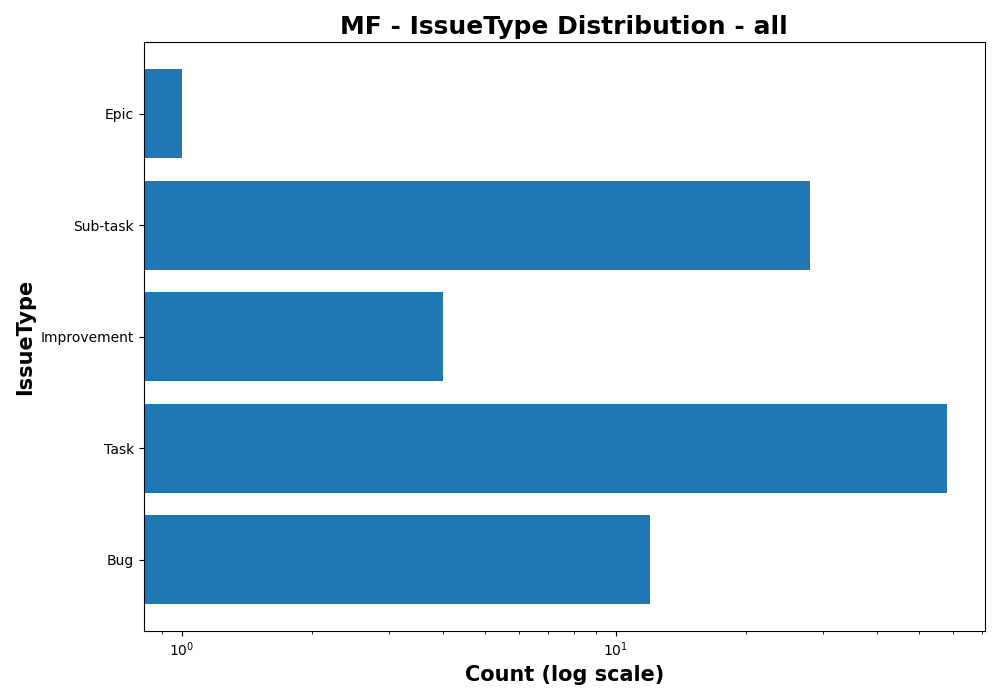 MF - IssueType Distribution - all
IssueType
Epic
Sub-task
Improvement
Task
Bug
10⁰
10¹
Count (log scale)